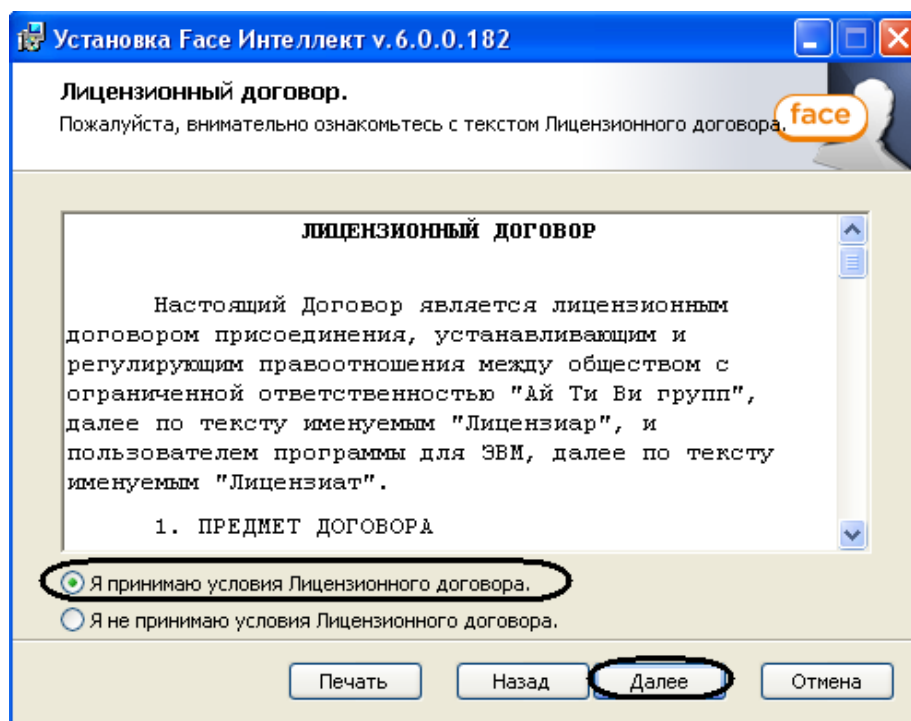 Установка Face Интеллект v.6.0.0.182
Лицензионный договор.
Пожалуйста, внимательно ознакомьтесь с текстом Лицензионного договора.
face
ЛИЦЕНЗИОННЫЙ ДОГОВОР
Настоящий Договор является лицензионным
договором присоединения, устанавливающим и
регулирующим правоотношения между обществом с
ограниченной ответственностью "Ай Ти Ви групп",
далее по тексту именуемым "Лицензиар", и
пользователем программы для ЭВМ, далее по тексту
именуемым "Лицензиат".
1. ПРЕДМЕТ ДОГОВОРА
Я принимаю условия Лицензионного договора.
Я не принимаю условия Лицензионного договора.
Печать Назад Далее Отмена